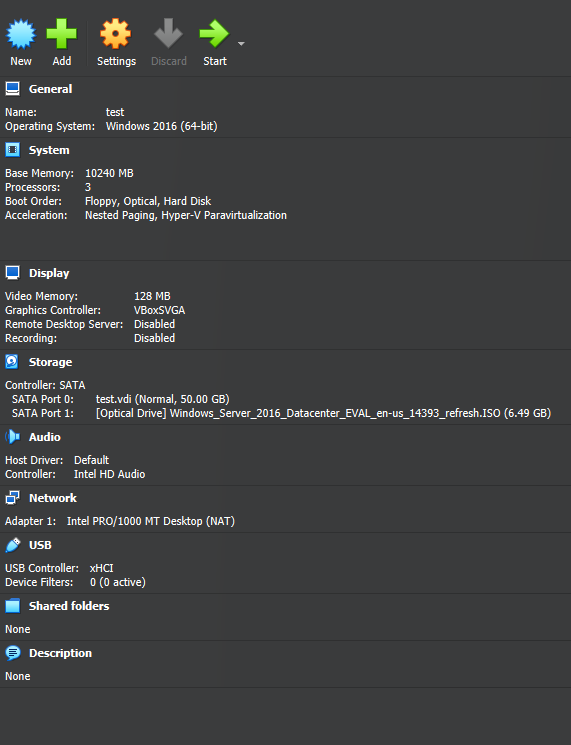 New Add Settings Discard Start
General
Name: test
Operating System: Windows 2016 (64-bit)
System
Base Memory: 10240 MB
Processors: 3
Boot Order: Floppy, Optical, Hard Disk
Acceleration: Nested Paging, Hyper-V Paravirtualization
Display
Video Memory: 128 MB
Graphics Controller: VBoxSVGA
Remote Desktop Server: Disabled
Recording: Disabled
Storage
Controller: SATA
SATA Port 0: test.vdi (Normal, 50.00 GB)
SATA Port 1: [Optical Drive] Windows_Server_2016_Datacenter_EVAL_en-us_14393_refresh.ISO (6.49 GB)
Audio
Host Driver: Default
Controller: Intel HD Audio
Network
Adapter 1: Intel PRO/1000 MT Desktop (NAT)
USB
USB Controller: xHCI
Device Filters: 0 (0 active)
Shared folders
None
Description
None